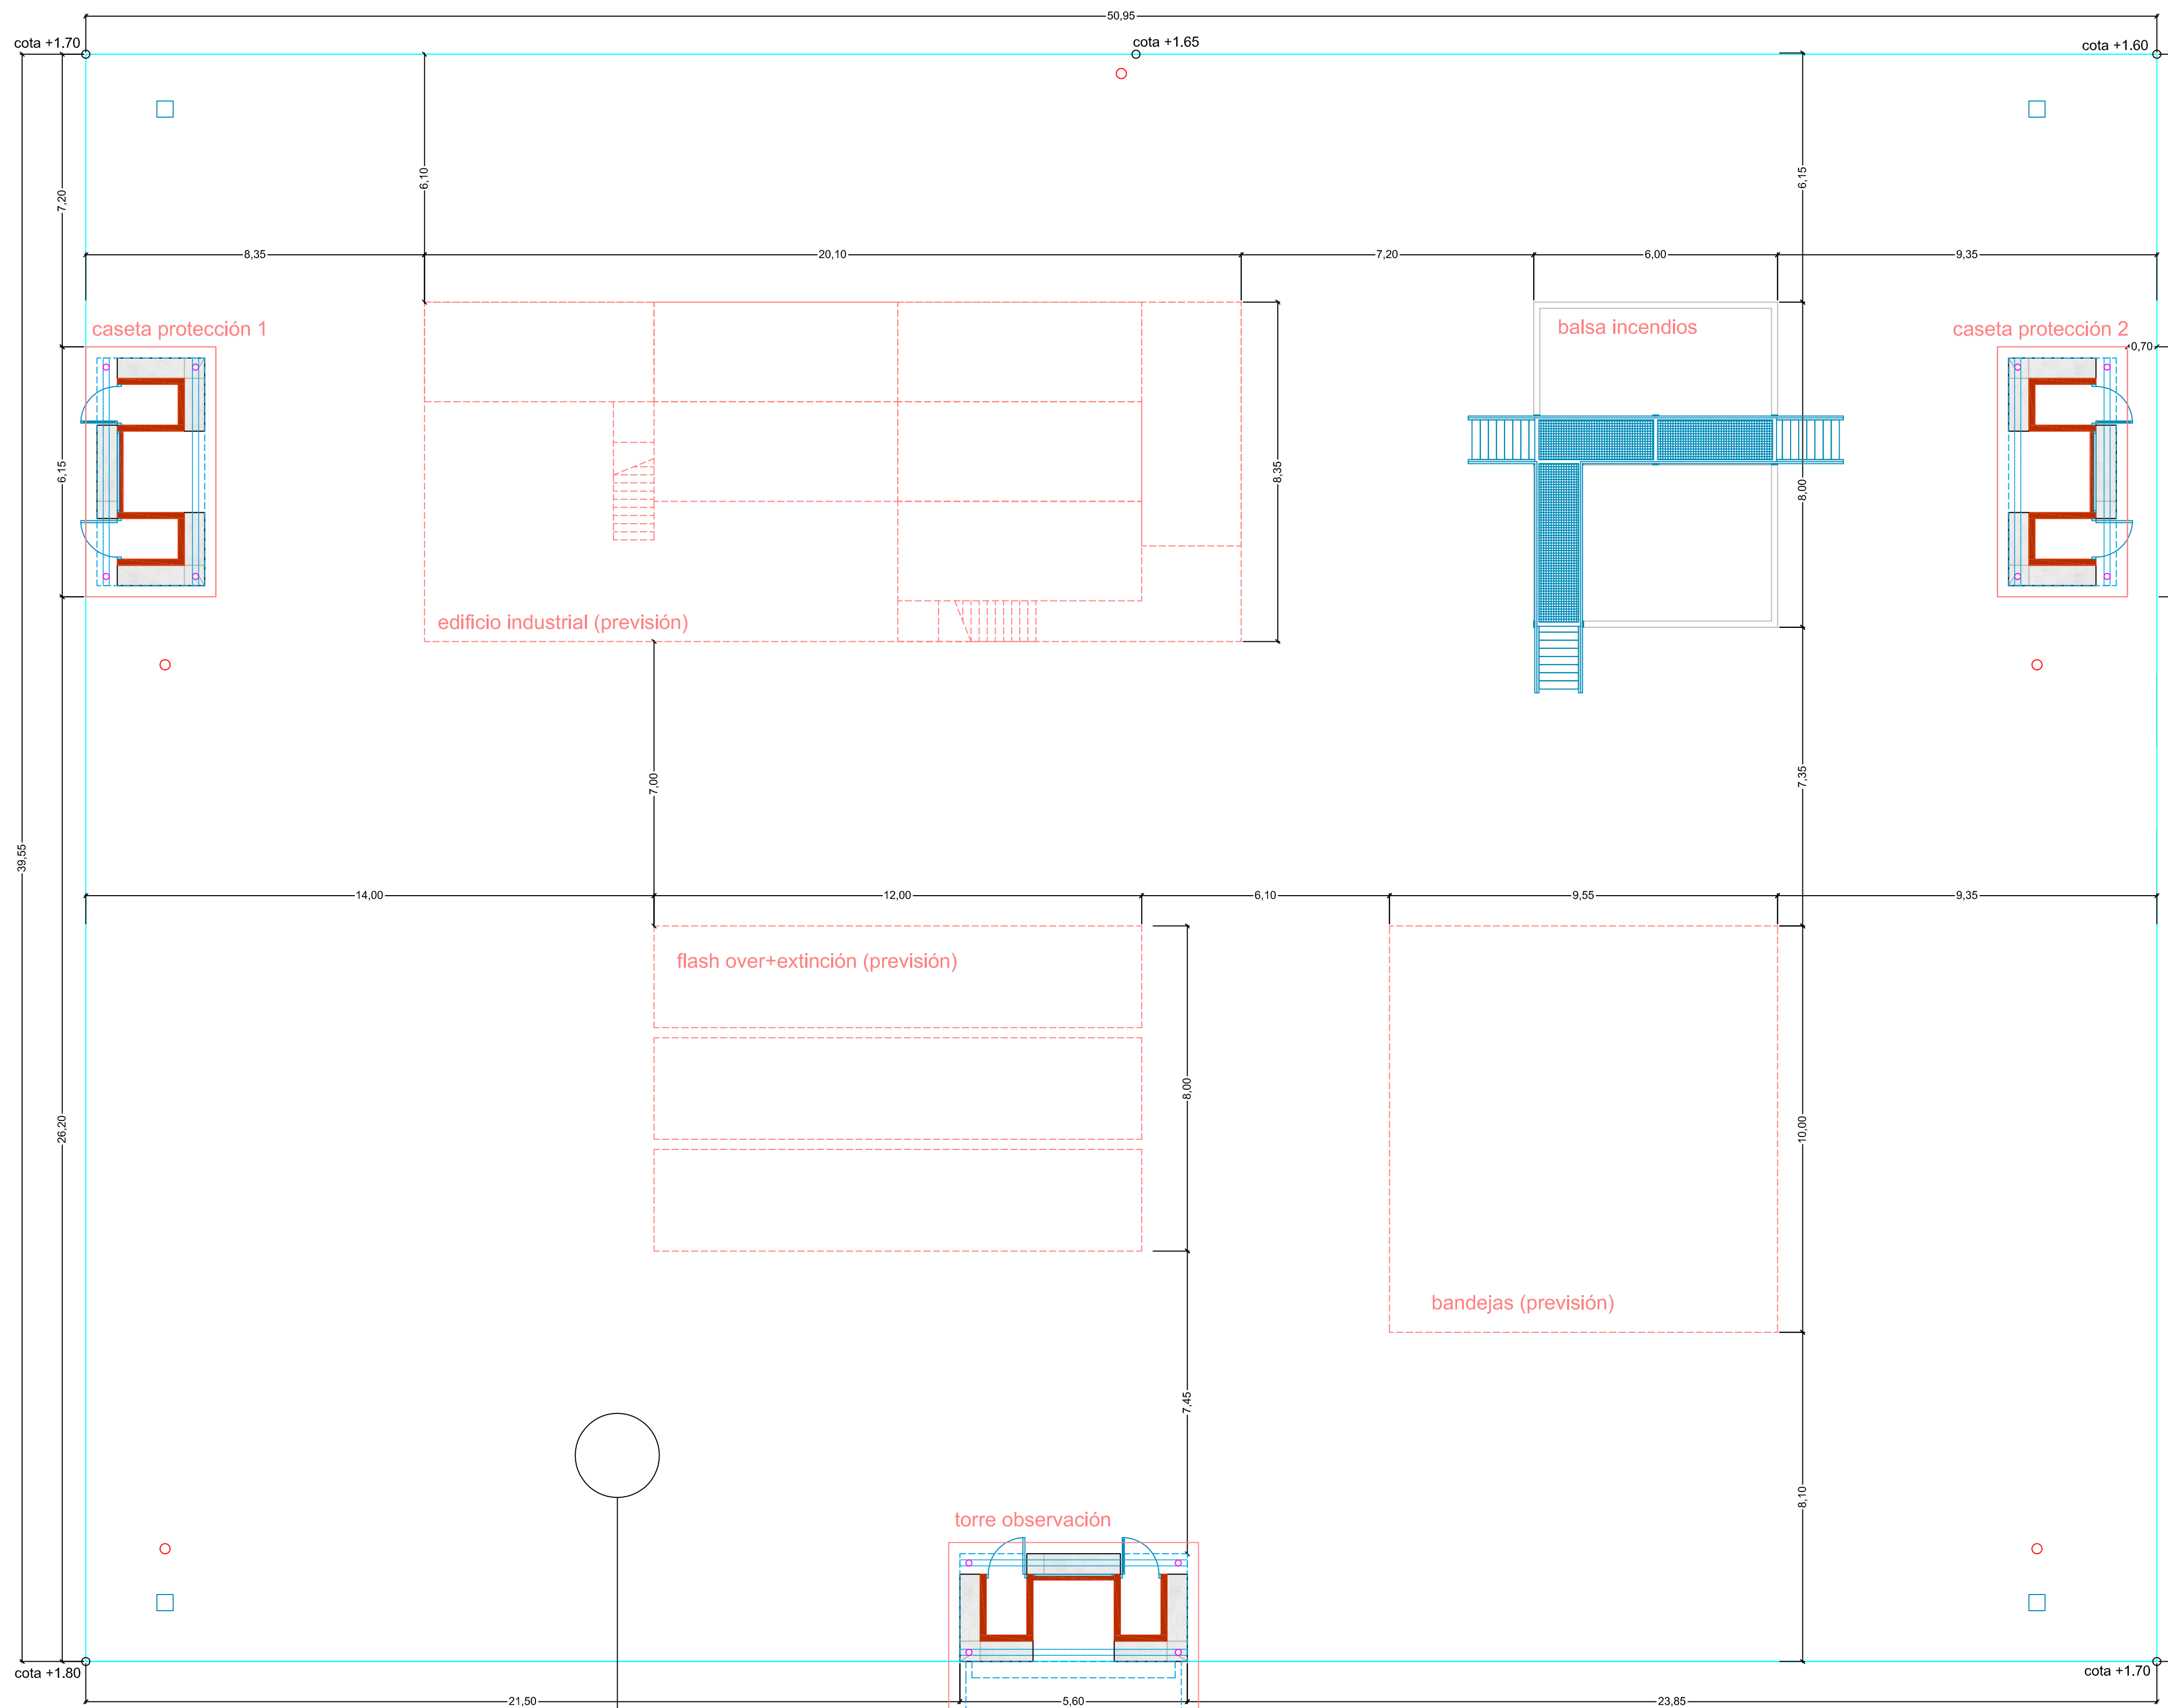 50,95
cota +1.70
cota +1.65
cota +1.60
7,20
6,10
6,15
8,35
20,10
7,20
6,00
9,35
caseta protección 1
balsa incendios
caseta protección 2
0,70
6,15
8,35
8,00
edificio industrial (previsión)
7,00
7,35
39,55
14,00
12,00
6,10
9,55
9,35
flash over+extinción (previsión)
8,00
26,20
10,00
bandejas (previsión)
7,45
8,10
torre observación
cota +1.80
cota +1.70
21,50
5,60
23,85